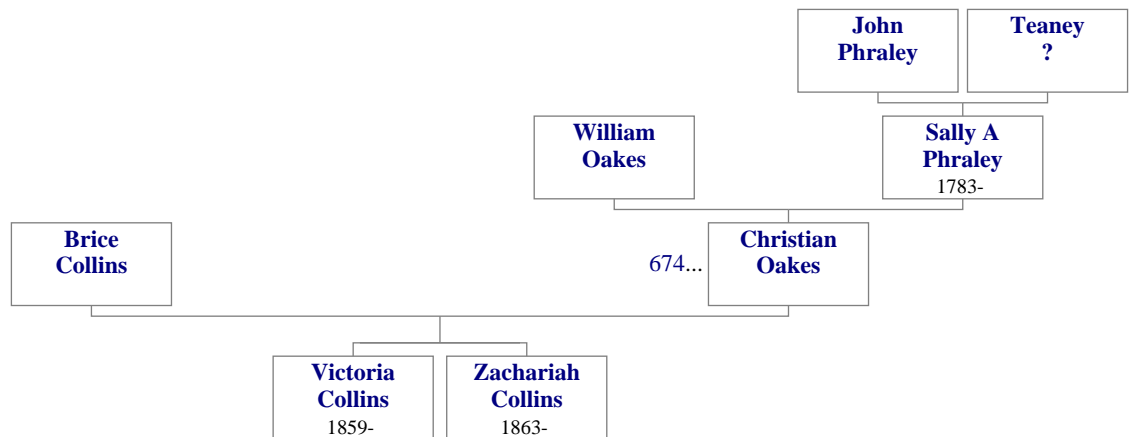 John
Phraley
Teaney
?
William
Oakes
Sally A
Phraley
1783-
Brice
Collins
674...
Christian
Oakes
Victoria
Collins
1859-
Zachariah
Collins
1863-